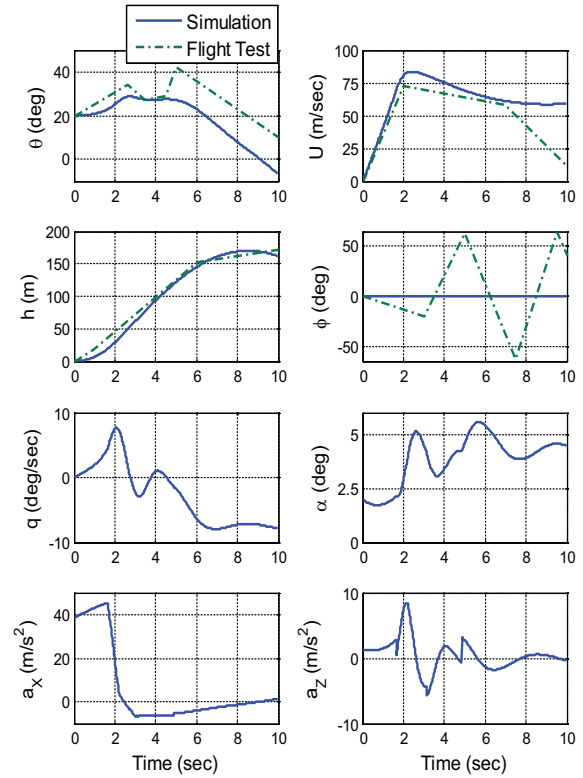 Simulation
Flight Test
θ (deg)
40
20
0
0 2 4 6 8 10
U (m/sec)
100
75
50
25
0
0 2 4 6 8 10
h (m)
200
150
100
50
0
0 2 4 6 8 10
ϕ (deg)
50
0
-50
0 2 4 6 8 10
q (deg/sec)
10
0
-10
0 2 4 6 8 10
α (deg)
5
2.5
0
0 2 4 6 8 10
a_X (m/s²)
40
20
0
0 2 4 6 8 10
Time (sec)
a_Z (m/s²)
10
0
-10
0 2 4 6 8 10
Time (sec)